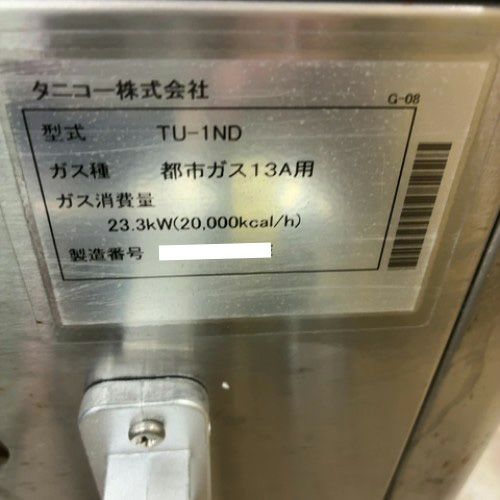 タニコー株式会社
G-08
型式 TU-1ND
ガス種 都市ガス13A用
ガス消費量
23.3kW(20,000kcal/h)
製造番号